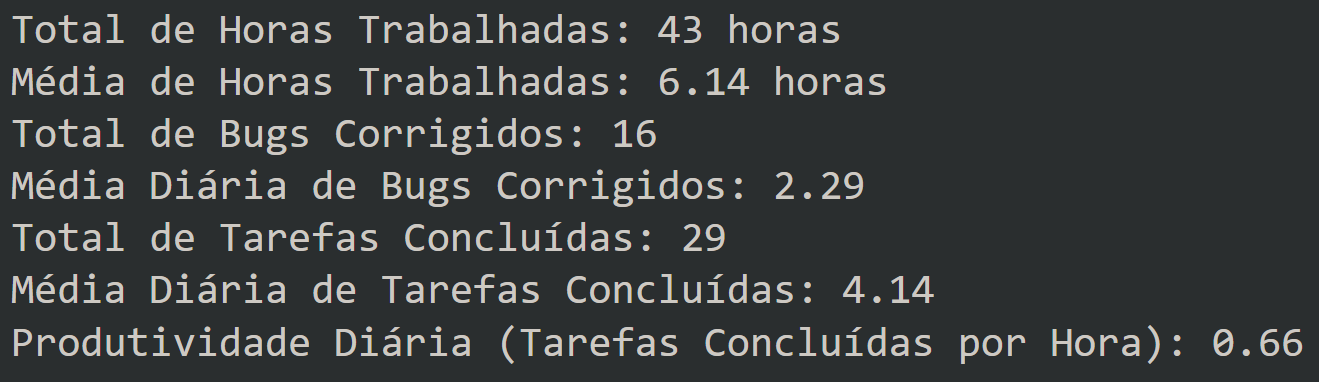 Total de Horas Trabalhadas: 43 horas
Média de Horas Trabalhadas: 6.14 horas
Total de Bugs Corrigidos: 16
Média Diária de Bugs Corrigidos: 2.29
Total de Tarefas Concluídas: 29
Média Diária de Tarefas Concluídas: 4.14
Produtividade Diária (Tarefas Concluídas por Hora): 0.66